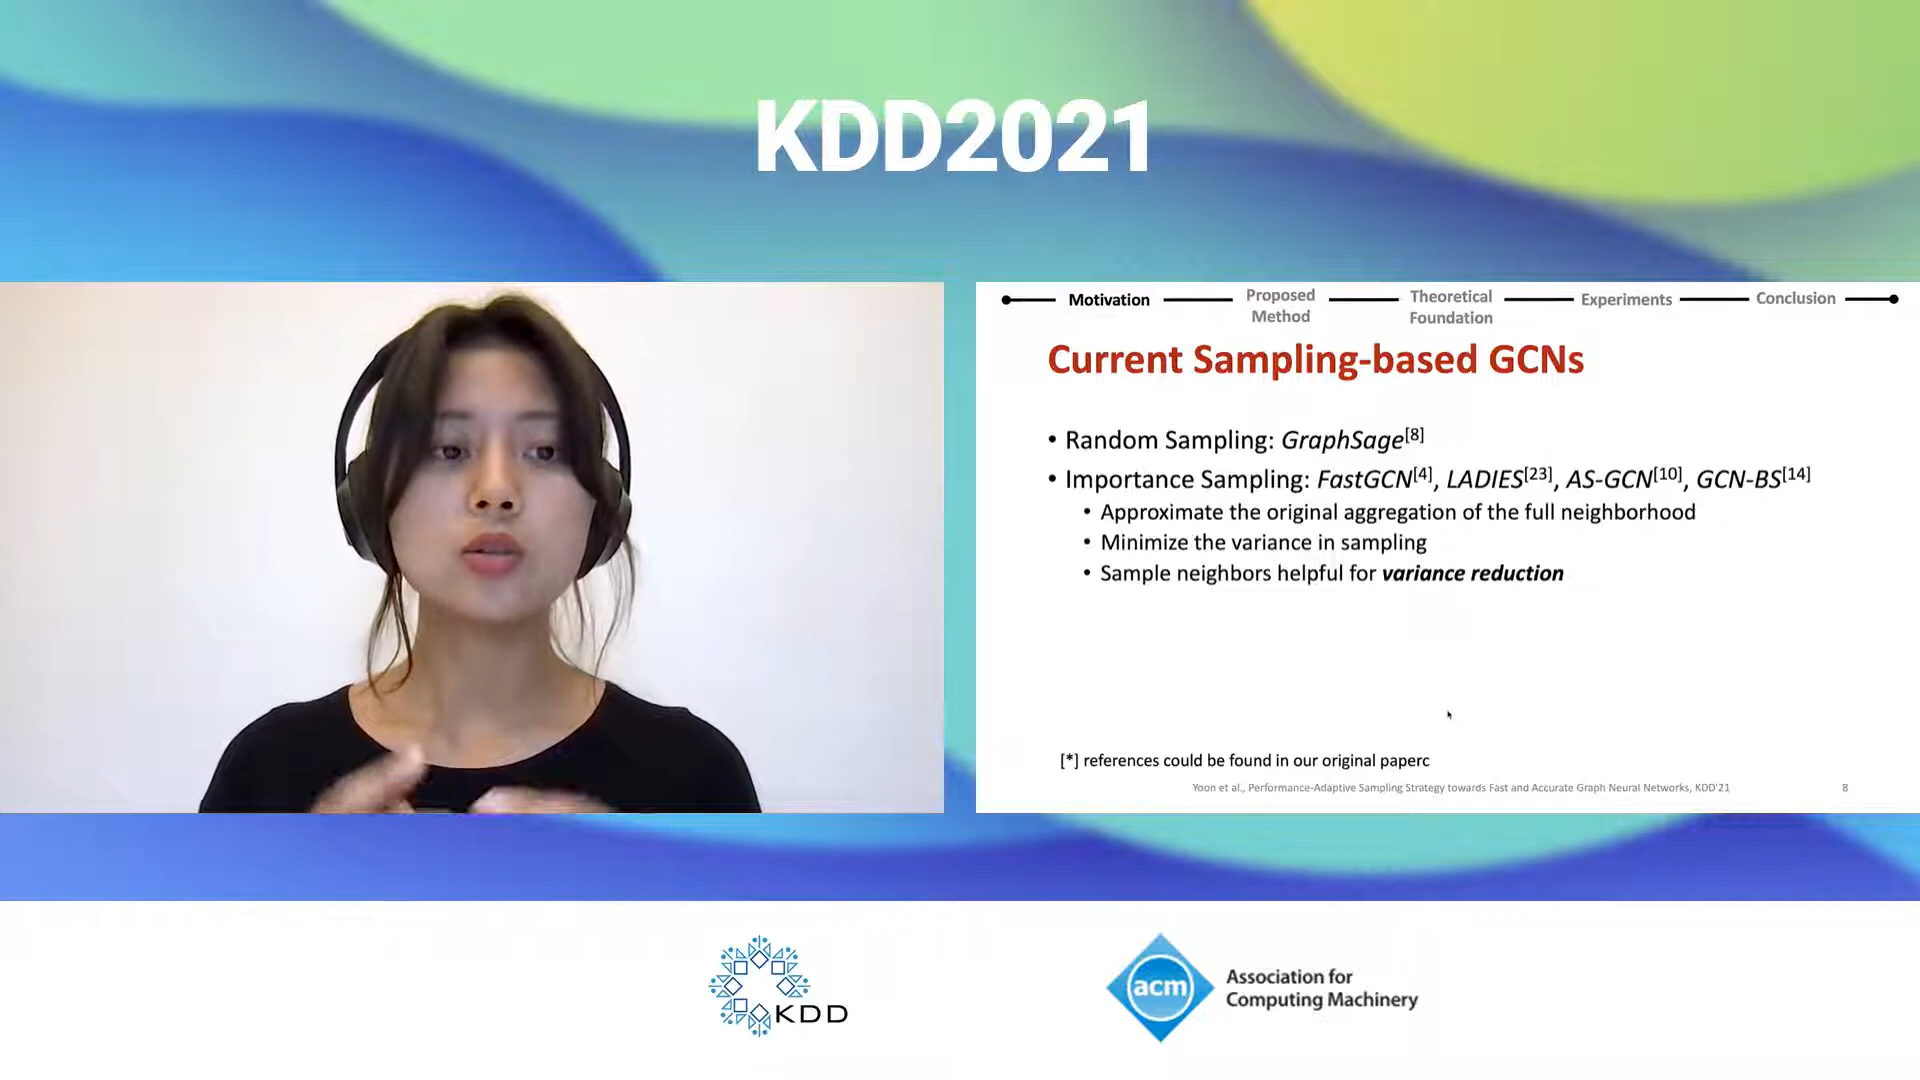 KDD2021
Motivation
Proposed
Method
Theoretical
Foundation
Experiments
Conclusion
Current Sampling-based GCNs
• Random Sampling: GraphSage[8]
• Importance Sampling: FastGCN[4], LADIES[23], AS-GCN[10], GCN-BS[14]
• Approximate the original aggregation of the full neighborhood
• Minimize the variance in sampling
• Sample neighbors helpful for variance reduction
[*] references could be found in our original paperc
Yoon et al., Performance-Adaptive Sampling Strategy towards Fast and Accurate Graph Neural Networks, KDD'21
8
KDD
acm
Association for
Computing Machinery